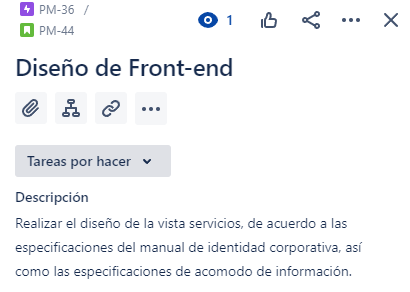 PM-36 /
PM-44
1
Diseño de Front-end
Tareas por hacer
Descripción
Realizar el diseño de la vista servicios, de acuerdo a las
especificaciones del manual de identidad corporativa, así
como las especificaciones de acomodo de información.